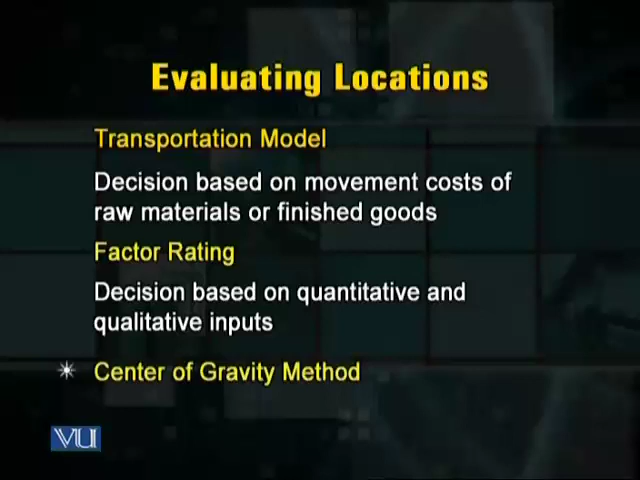 Evaluating Locations
Transportation Model
Decision based on movement costs of
raw materials or finished goods
Factor Rating
Decision based on quantitative and
qualitative inputs
Center of Gravity Method
VU